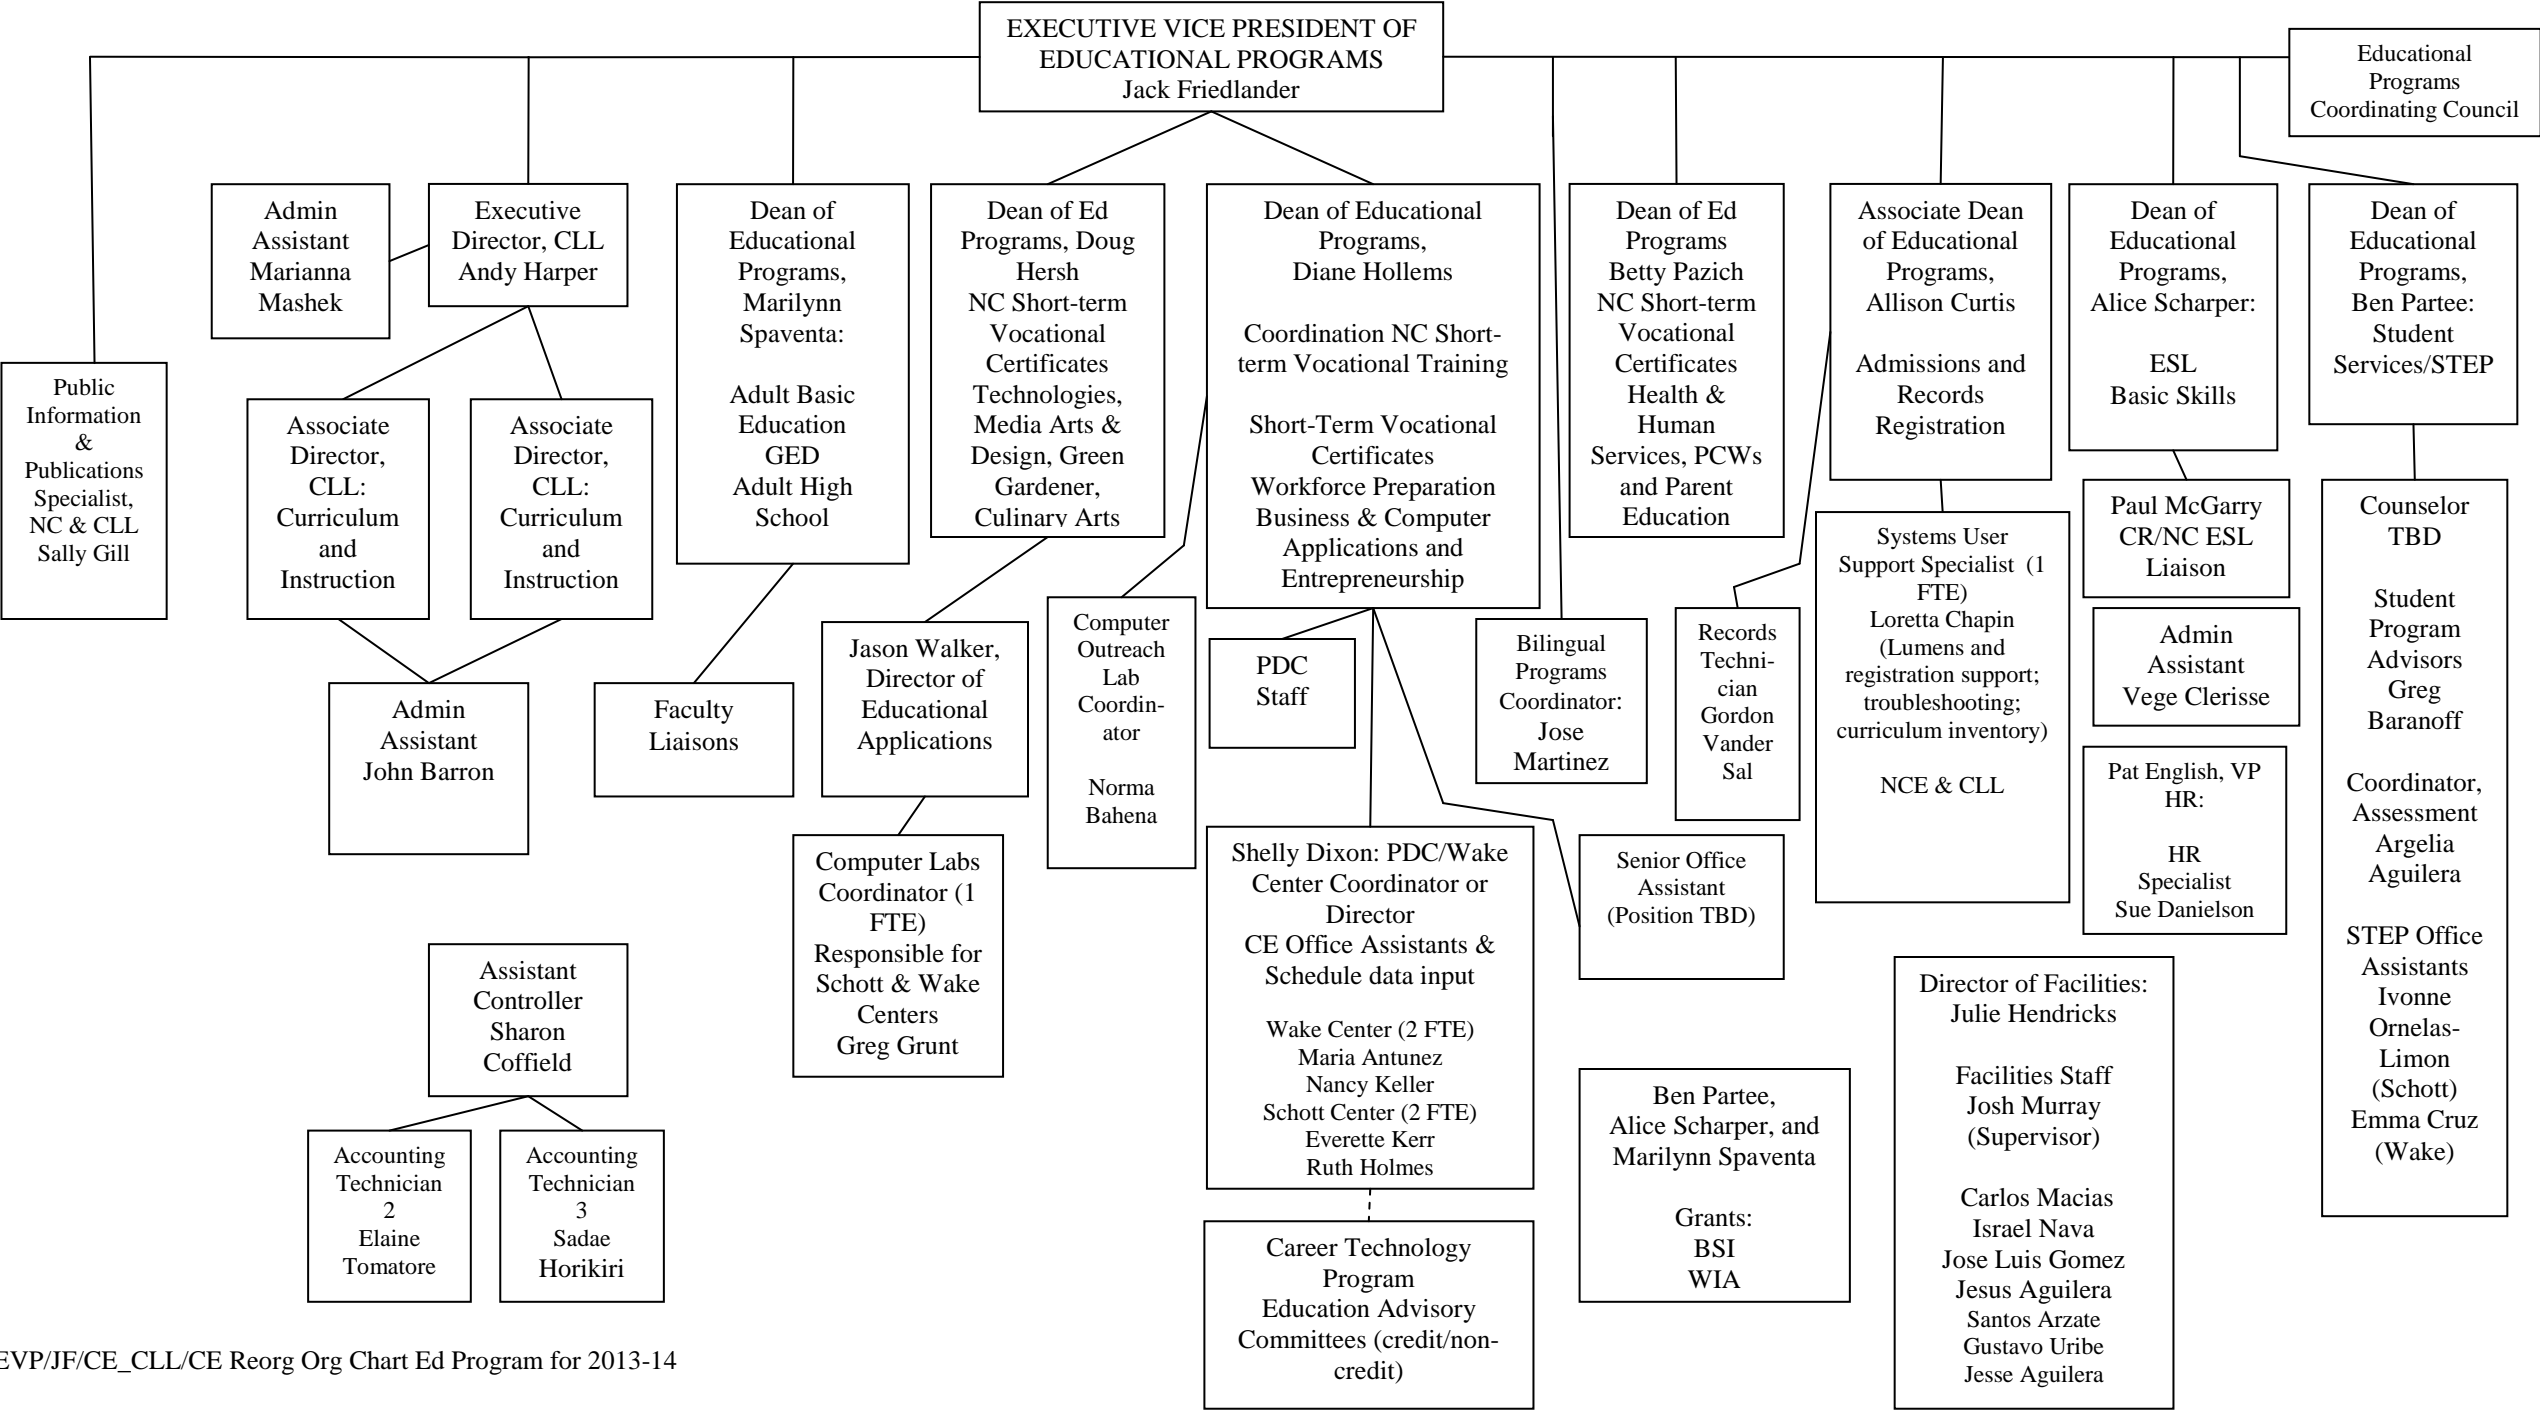 EXECUTIVE VICE PRESIDENT OF
EDUCATIONAL PROGRAMS
Jack Friedlander
Educational
Programs
Coordinating Council
Admin
Assistant
Marianna
Mashek
Executive
Director, CLL
Andy Harper
Dean of
Educational
Programs,
Marilynn
Spaventa:
Adult Basic
Education
GED
Adult High
School
Dean of Ed
Programs, Doug
Hersh
NC Short-term
Vocational
Certificates
Technologies,
Media Arts &
Design, Green
Gardener,
Culinary Arts
Dean of Educational
Programs,
Diane Hollems
Coordination NC Short-
term Vocational Training
Short-Term Vocational
Certificates
Workforce Preparation
Business & Computer
Applications and
Entrepreneurship
Dean of Ed
Programs
Betty Pazich
NC Short-term
Vocational
Certificates
Health &
Human
Services, PCWs
and Parent
Education
Associate Dean
of Educational
Programs,
Allison Curtis
Admissions and
Records
Registration
Dean of
Educational
Programs,
Alice Scharper:
ESL
Basic Skills
Dean of
Educational
Programs,
Ben Partee:
Student
Services/STEP
Public
Information
&
Publications
Specialist,
NC & CLL
Sally Gill
Associate
Director,
CLL:
Curriculum
and
Instruction
Associate
Director,
CLL:
Curriculum
and
Instruction
Admin
Assistant
John Barron
Faculty
Liaisons
Jason Walker,
Director of
Educational
Applications
Computer
Outreach
Lab
Coordin-
ator
Norma
Bahena
PDC
Staff
Bilingual
Programs
Coordinator:
Jose
Martinez
Records
Techni-
cian
Gordon
Vander
Sal
Systems User
Support Specialist (1
FTE)
Loretta Chapin
(Lumens and
registration support;
troubleshooting;
curriculum inventory)
NCE & CLL
Paul McGarry
CR/NC ESL
Liaison
Admin
Assistant
Vege Clerisse
Pat English, VP
HR:
HR
Specialist
Sue Danielson
Counselor
TBD
Student
Program
Advisors
Greg
Baranoff
Coordinator,
Assessment
Argelia
Aguilera
STEP Office
Assistants
Ivonne
Ornelas-
Limon
(Schott)
Emma Cruz
(Wake)
Computer Labs
Coordinator (1
FTE)
Responsible for
Schott & Wake
Centers
Greg Grunt
Shelly Dixon: PDC/Wake
Center Coordinator or
Director
CE Office Assistants &
Schedule data input
Wake Center (2 FTE)
Maria Antunez
Nancy Keller
Schott Center (2 FTE)
Everette Kerr
Ruth Holmes
Senior Office
Assistant
(Position TBD)
Assistant
Controller
Sharon
Coffield
Accounting
Technician
2
Elaine
Tomatore
Accounting
Technician
3
Sadae
Horikiri
Career Technology
Program
Education Advisory
Committees (credit/non-
credit)
Ben Partee,
Alice Scharper, and
Marilynn Spaventa
Grants:
BSI
WIA
Director of Facilities:
Julie Hendricks
Facilities Staff
Josh Murray
(Supervisor)
Carlos Macias
Israel Nava
Jose Luis Gomez
Jesus Aguilera
Santos Arzate
Gustavo Uribe
Jesse Aguilera
EVP/JF/CE_CLL/CE Reorg Org Chart Ed Program for 2013-14